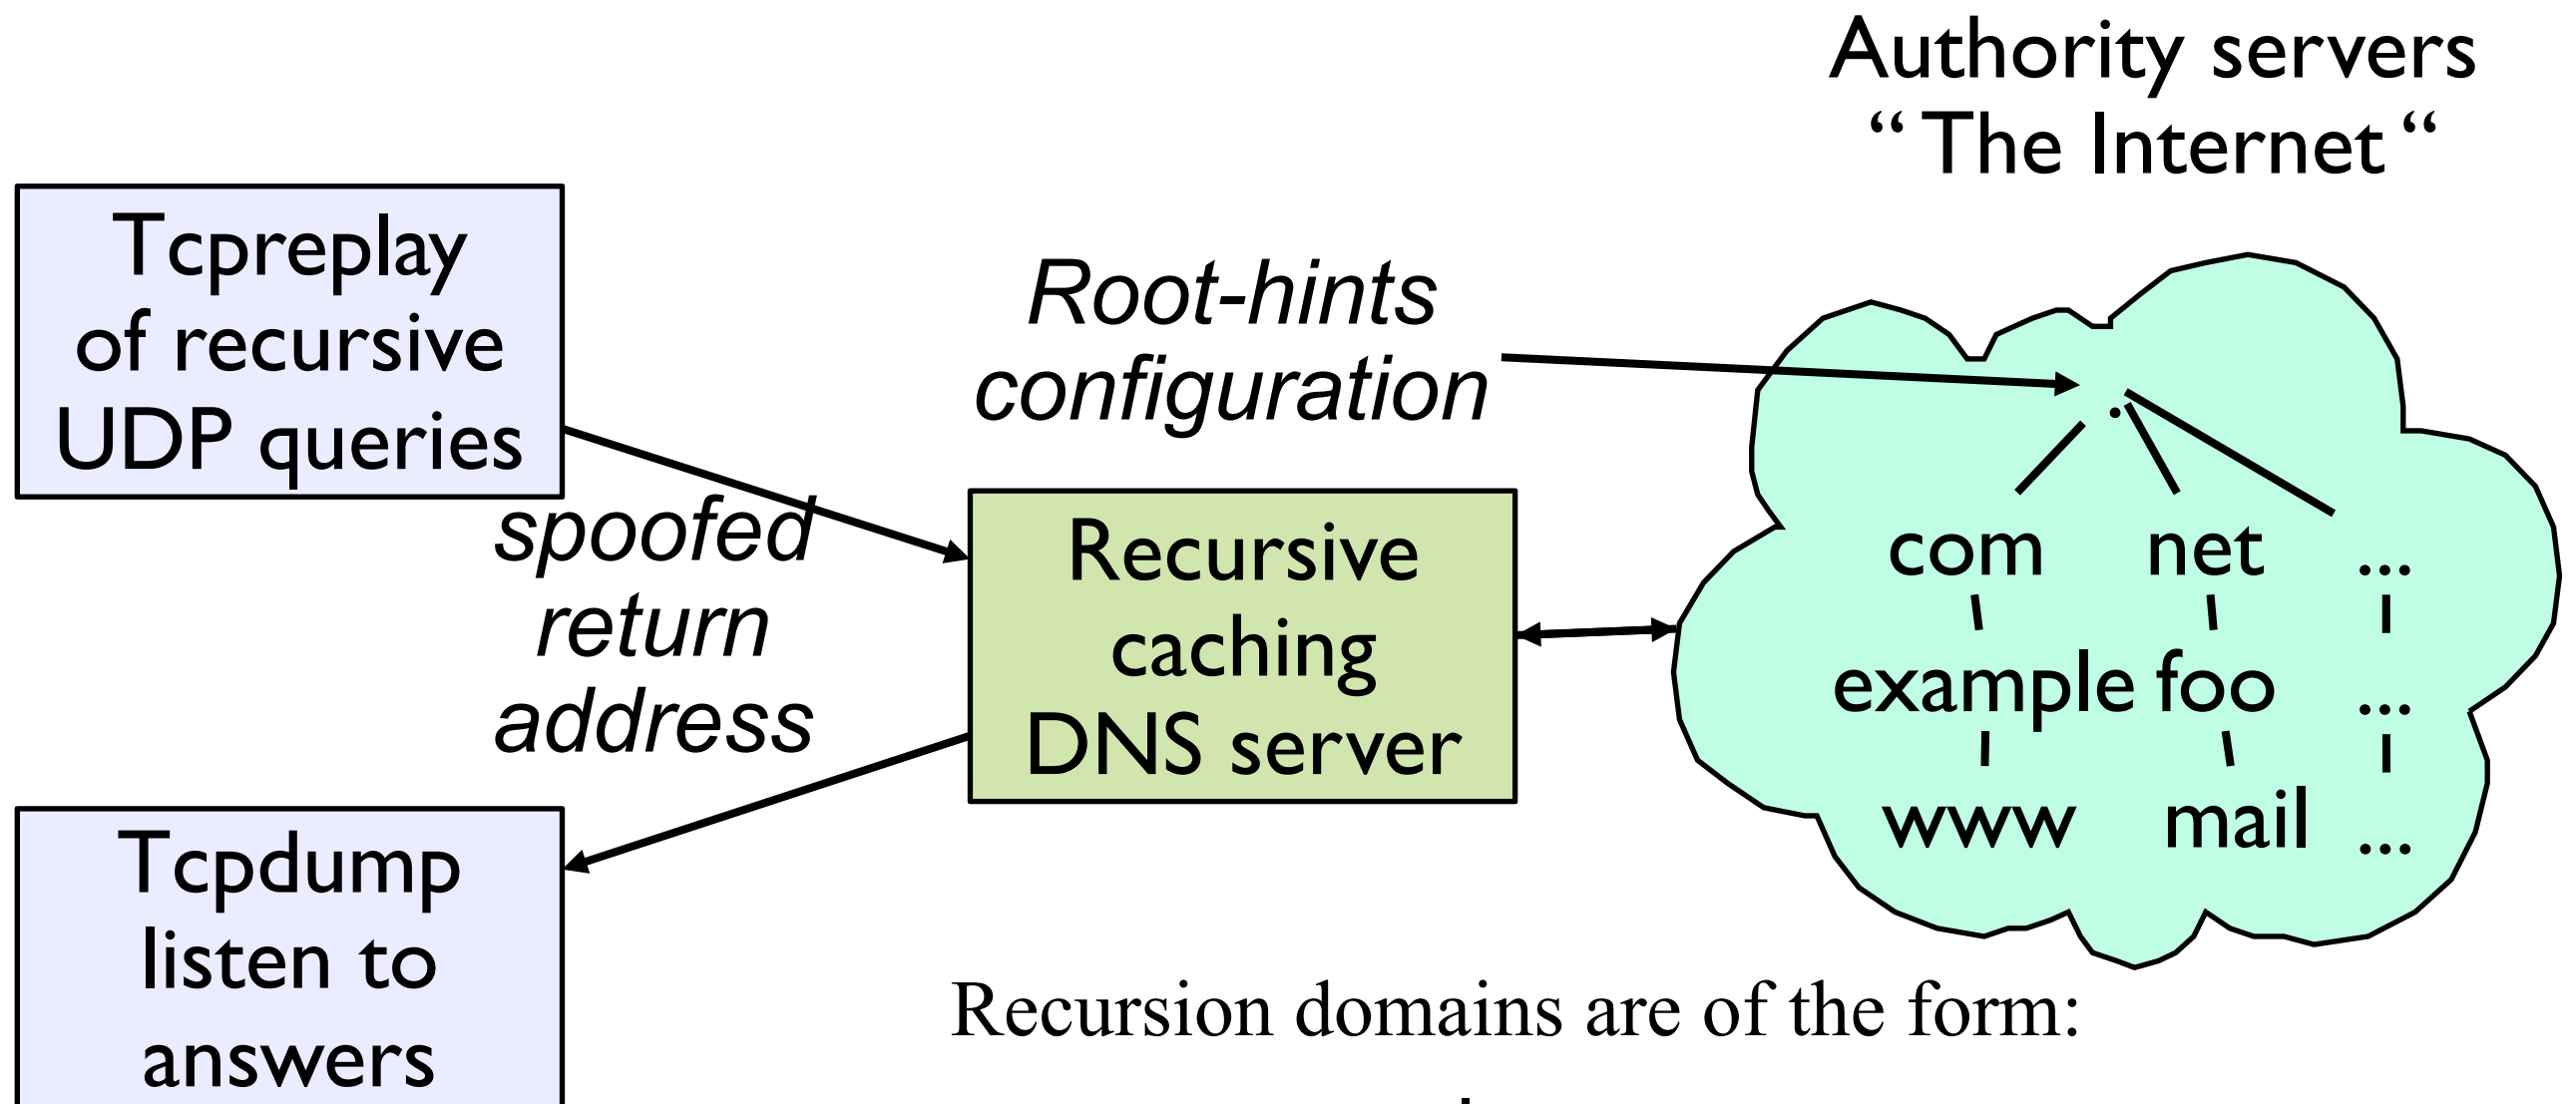 Authority servers
“ The Internet “
Tcpreplay
of recursive
UDP queries
Root-hints
configuration
spoofed
return
address
Recursive
caching
DNS server
.
com net ...
example foo ...
www mail ...
Tcpdump
listen to
answers
Recursion domains are of the form: